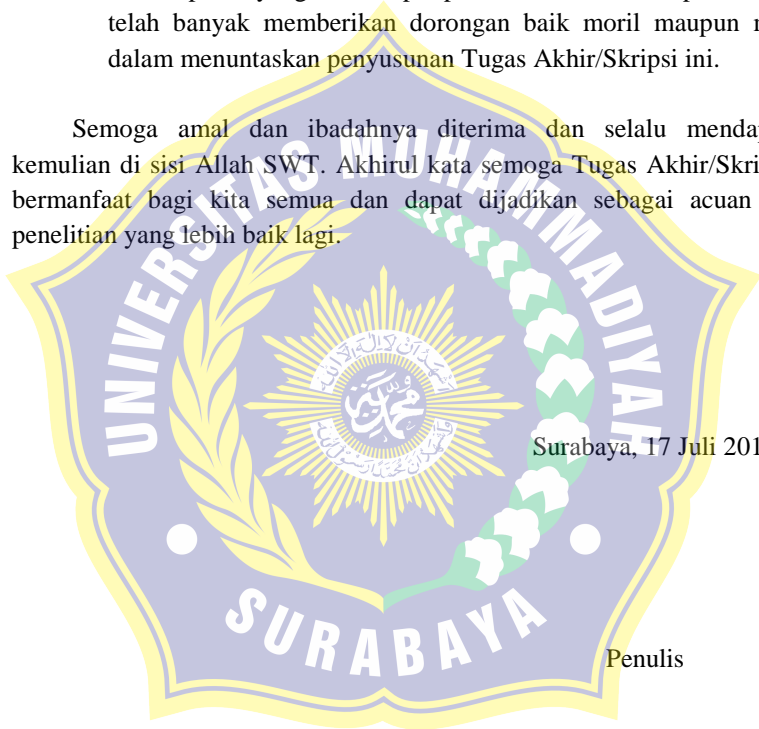 telah banyak memberikan dorongan baik moril maupun
dalam menuntaskan penyusunan Tugas Akhir/Skripsi ini.
Semoga amal dan ibadahnya diterima dan selalu
kemulian di sisi Allah SWT. Akhirul kata semoga Tugas
bermanfaat bagi kita semua dan dapat dijadikan sebagai acuan
penelitian yang lebih baik lagi.
UNIVERSITAS MUHAMMADIYAH
Surabaya, 17 Juli
SURABAYA
Penulis